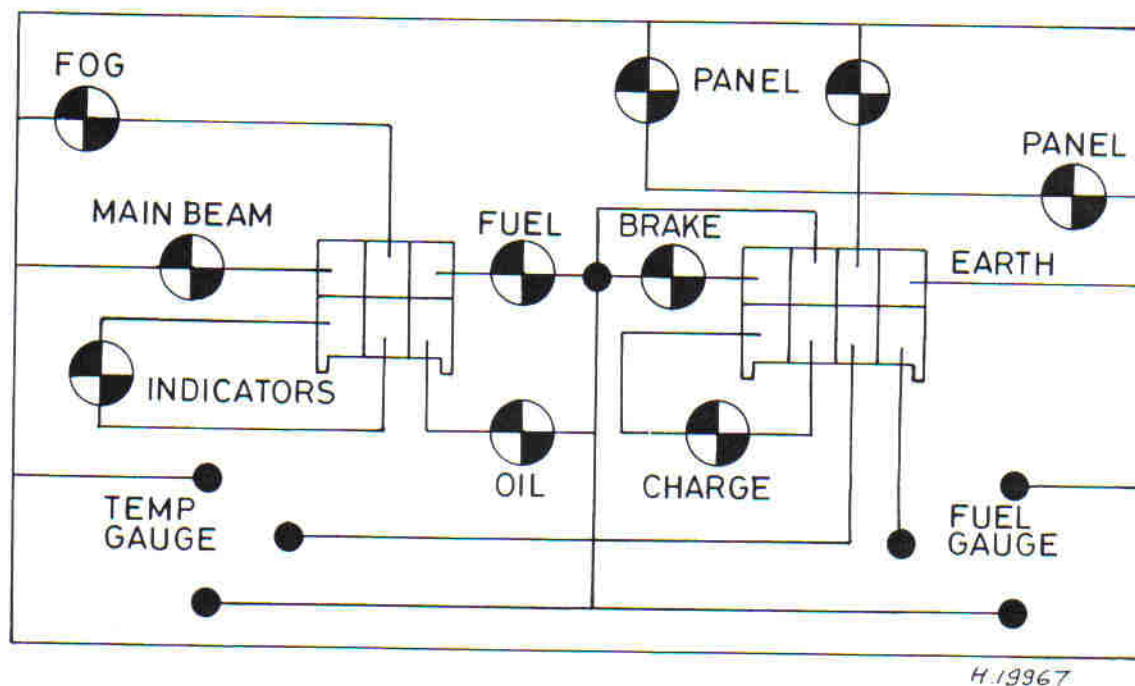 FOG
PANEL
PANEL
MAIN BEAM
FUEL
BRAKE
EARTH
INDICATORS
OIL
CHARGE
TEMP
GAUGE
FUEL
GAUGE
H.19967